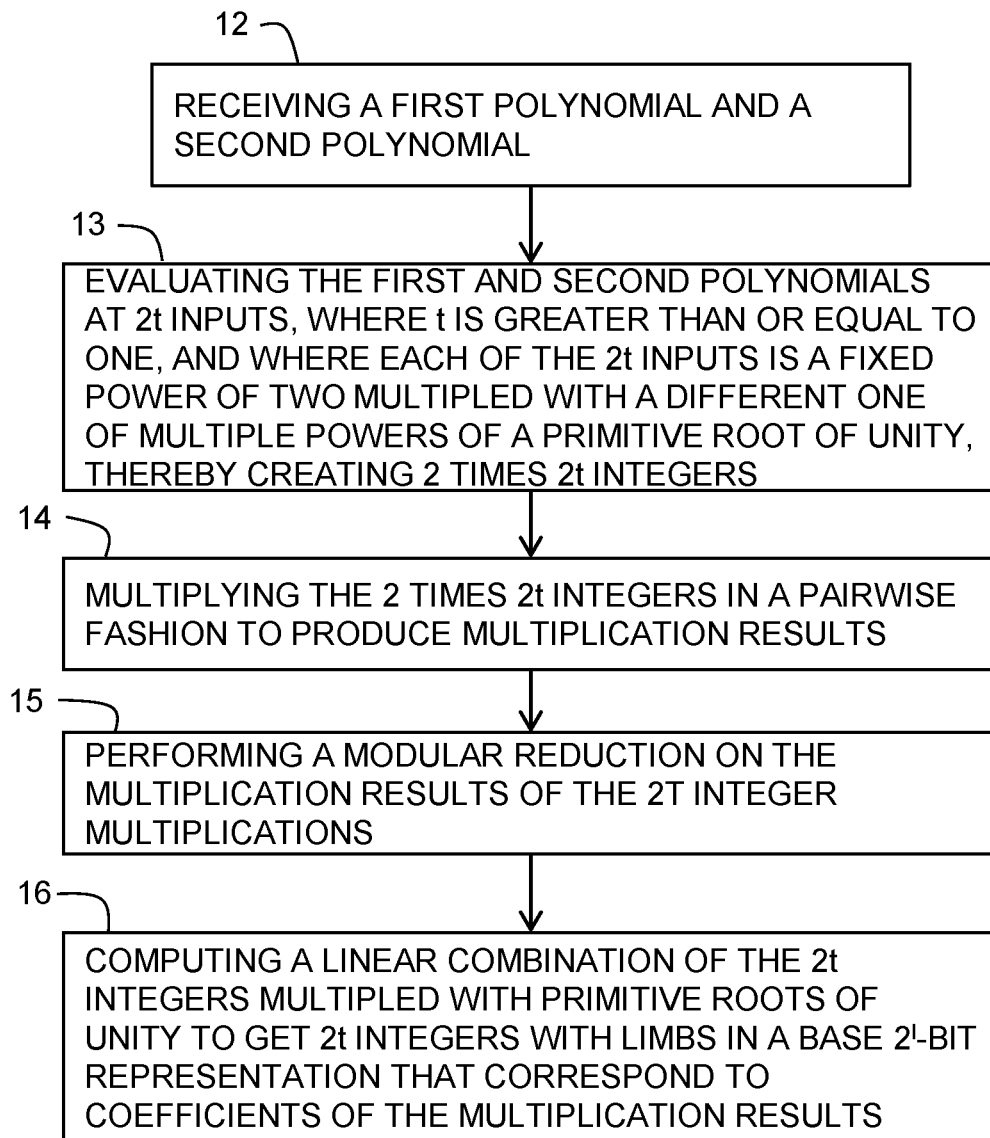 12
RECEIVING A FIRST POLYNOMIAL AND A
SECOND POLYNOMIAL
13
EVALUATING THE FIRST AND SECOND POLYNOMIALS
AT 2t INPUTS, WHERE t IS GREATER THAN OR EQUAL TO
ONE, AND WHERE EACH OF THE 2t INPUTS IS A FIXED
POWER OF TWO MULTIPLED WITH A DIFFERENT ONE
OF MULTIPLE POWERS OF A PRIMITIVE ROOT OF UNITY,
THEREBY CREATING 2 TIMES 2t INTEGERS
14
MULTIPLYING THE 2 TIMES 2t INTEGERS IN A PAIRWISE
FASHION TO PRODUCE MULTIPLICATION RESULTS
15
PERFORMING A MODULAR REDUCTION ON THE
MULTIPLICATION RESULTS OF THE 2T INTEGER
MULTIPLICATIONS
16
COMPUTING A LINEAR COMBINATION OF THE 2t
INTEGERS MULTIPLED WITH PRIMITIVE ROOTS OF
UNITY TO GET 2t INTEGERS WITH LIMBS IN A BASE 2ˡ-BIT
REPRESENTATION THAT CORRESPOND TO
COEFFICIENTS OF THE MULTIPLICATION RESULTS